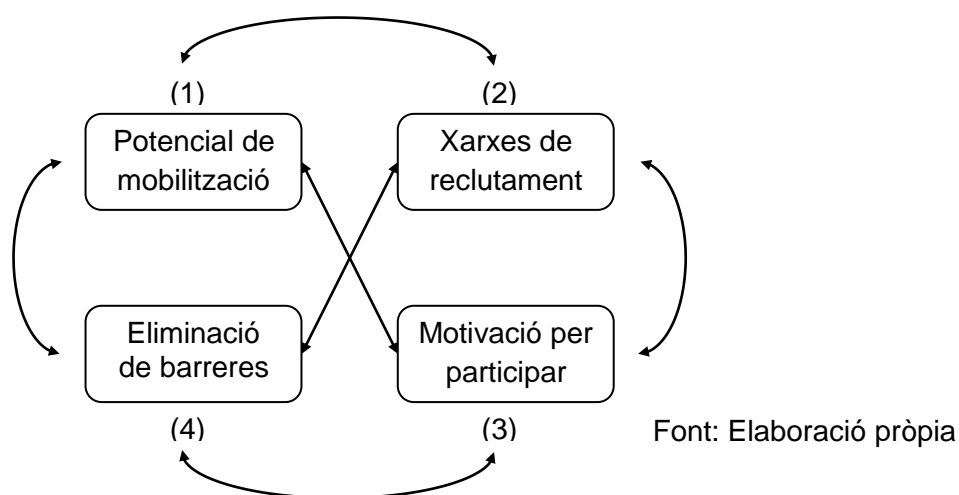 (1)
(2)
Potencial de
mobilització
Xarxes de
reclutament
Eliminació
de barreres
Motivació per
participar
(4)
(3)
Font: Elaboració pròpia